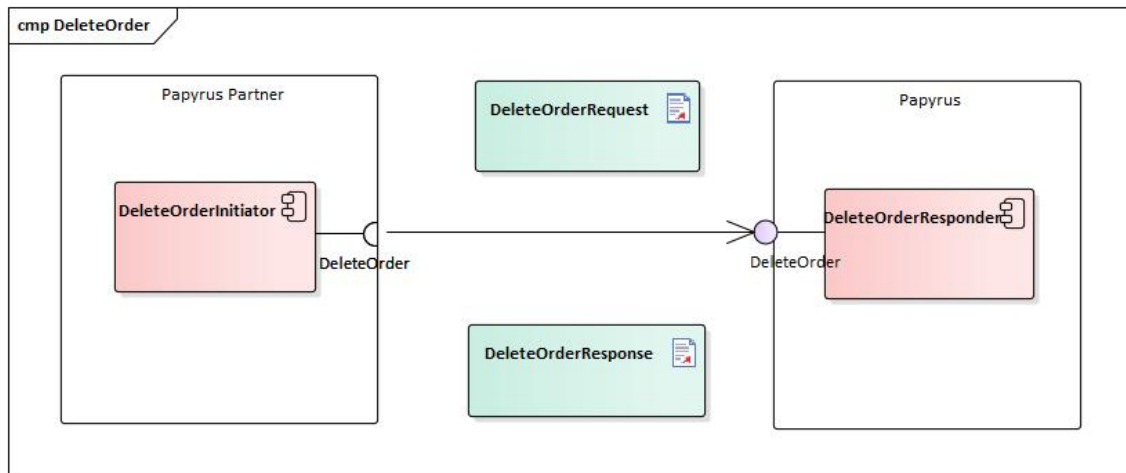 cmp DeleteOrder
Papyrus Partner
DeleteOrderRequest
Papyrus
DeleteOrderInitiator
DeleteOrderResponder
DeleteOrder
DeleteOrder
DeleteOrderResponse